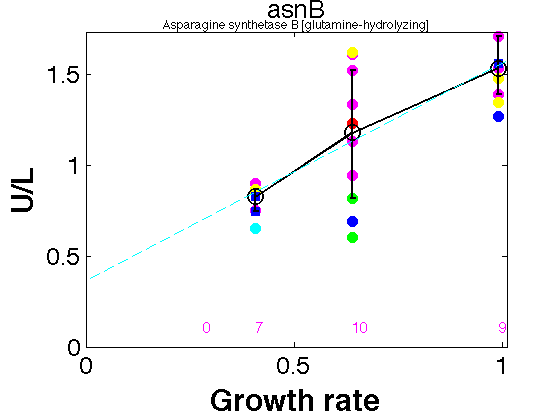 asnB
Asparagine synthetase B [glutamine-hydrolyzing]
1.5
1
0.5
0
U/L
0 7 10 9
0 0.5 1
Growth rate